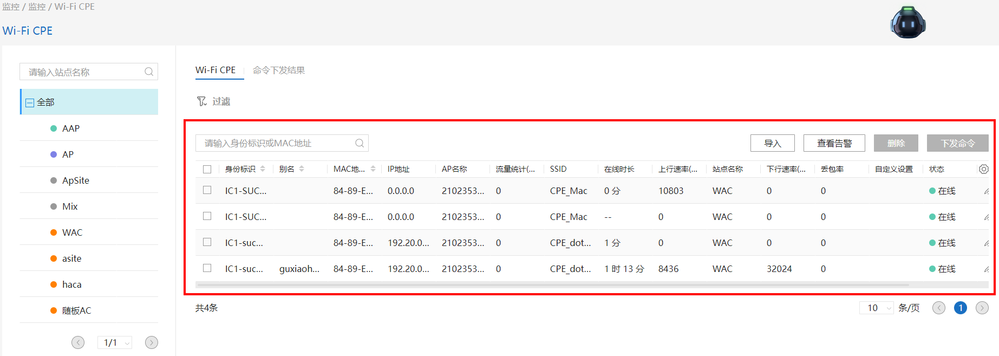 监控 / 监控 / Wi-Fi CPE
Wi-Fi CPE
请输入站点名称
全部
AAP
AP
ApSite
Mix
WAC
asite
haca
随板AC
1/1
Wi-Fi CPE 命令下发结果
过滤
请输入身份标识或MAC地址 导入 查看告警 删除 下发命令
身份标识 别名 MAC地... IP地址 AP名称 流量统计(... SSID 在线时长 上行速率(... 站点名称 下行速率(... 丢包率 自定义设置 状态
IC1-SUC... 84-89-E... 0.0.0.0 2102353... 0 CPE_Mac 0 分 10803 WAC 0 0 在线
IC1-SUC... 84-89-E... 0.0.0.0 2102353... 0 CPE_Mac -- 0 WAC 0 0 在线
IC1-suc... 84-89-E... 192.20.0... 2102353... 0 CPE_dot... 1 分 0 WAC 0 0 在线
IC1-suc... guxiaoh... 84-89-E... 192.20.0... 2102353... 0 CPE_dot... 1 时 13 分 8436 WAC 32024 0 在线
共4条 10 条/页 1